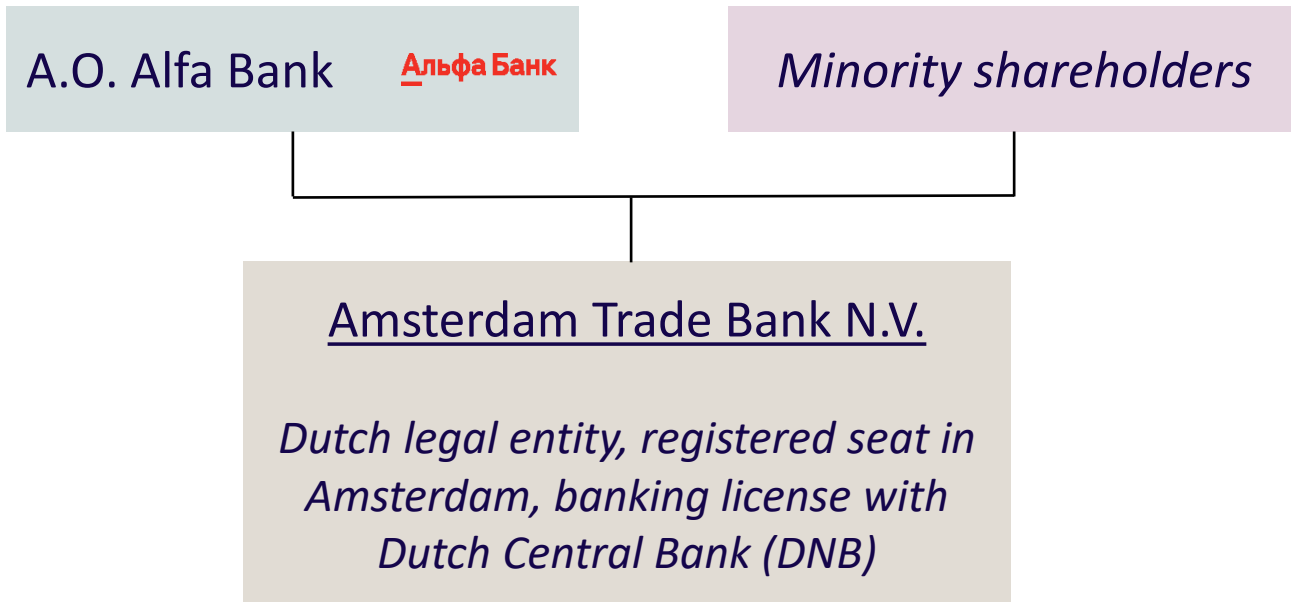 A.O. Alfa Bank
Альфа Банк
Minority shareholders
Amsterdam Trade Bank N.V.
Dutch legal entity, registered seat in
Amsterdam, banking license with
Dutch Central Bank (DNB)